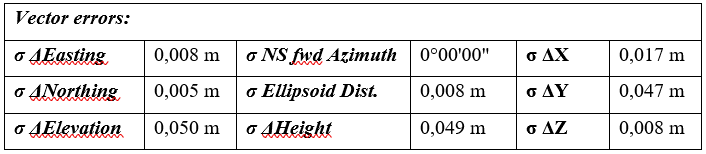 Vector errors:
σ ΔEasting 0,008 m σ NS fwd Azimuth 0°00'00" σ ΔX 0,017 m
σ ΔNorthing 0,005 m σ Ellipsoid Dist. 0,008 m σ ΔY 0,047 m
σ ΔElevation 0,050 m σ ΔHeight 0,049 m σ ΔZ 0,008 m